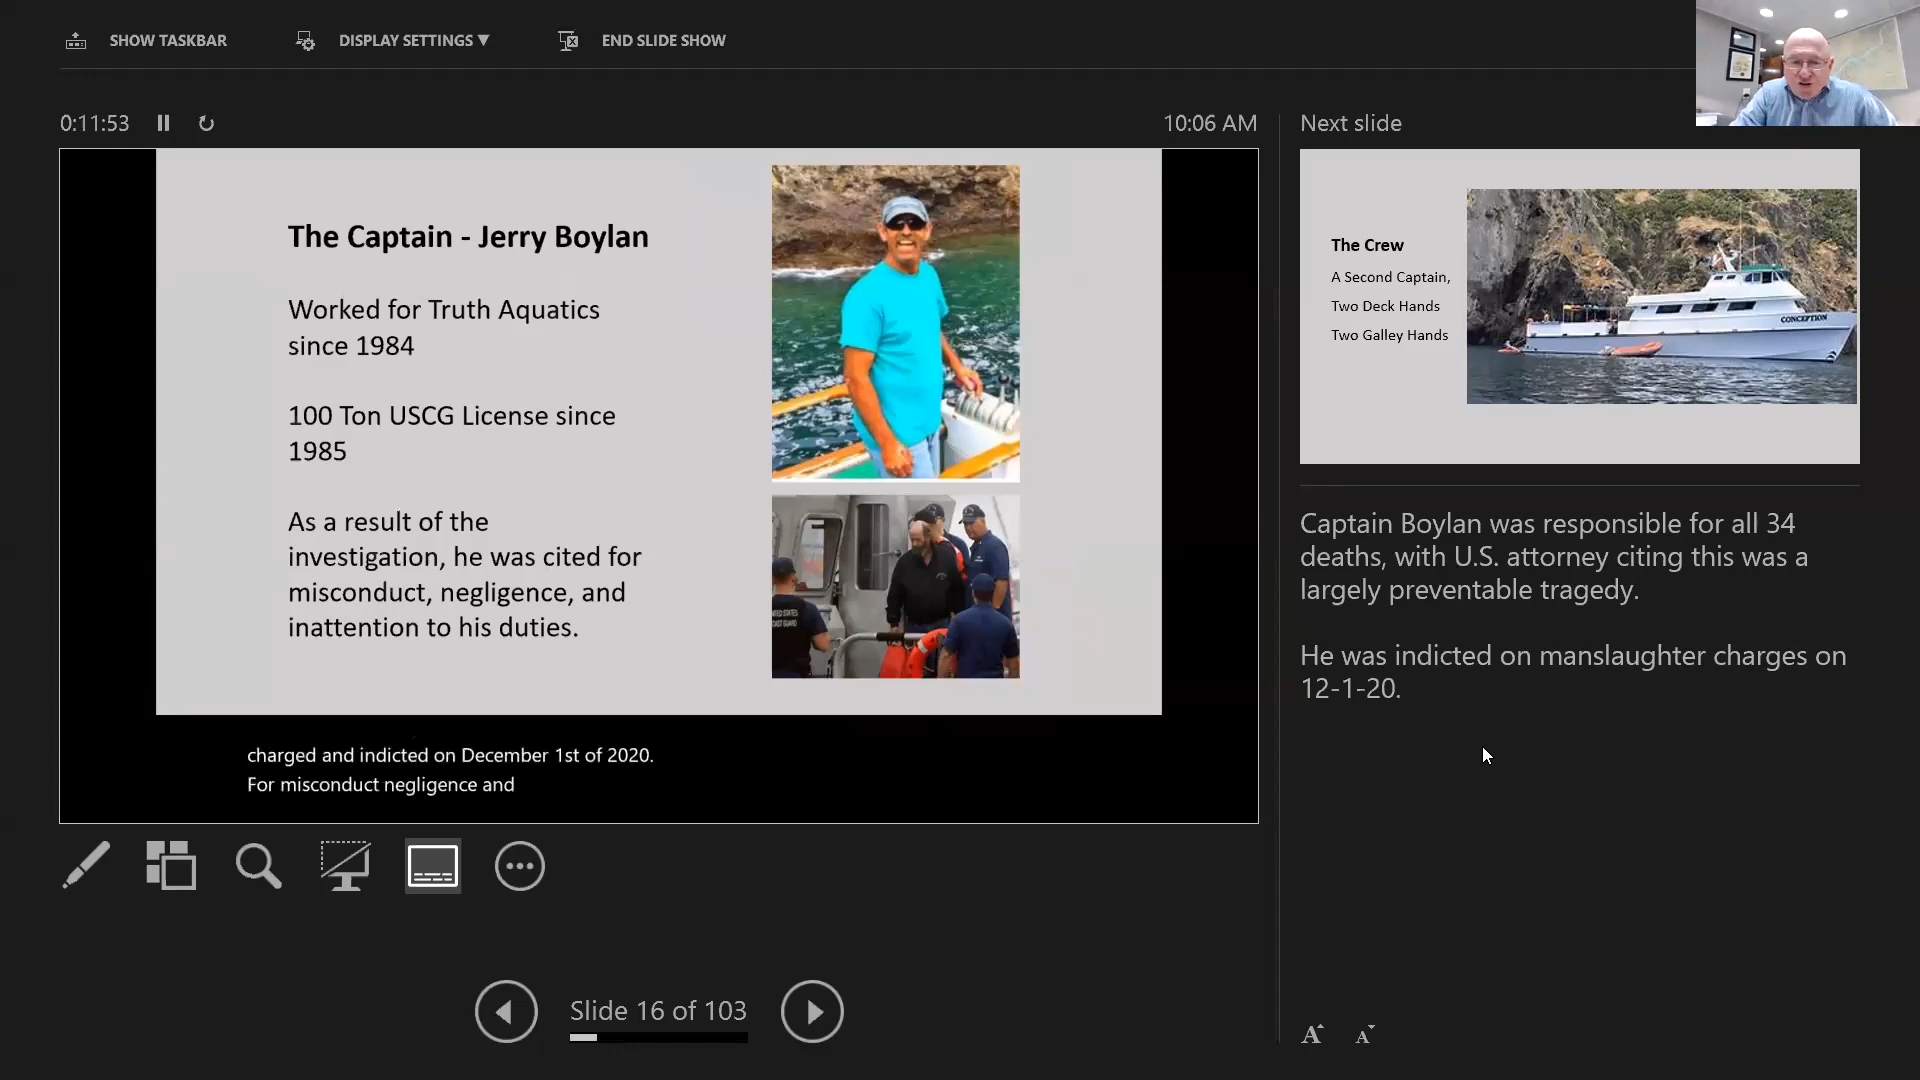 SHOW TASKBAR
DISPLAY SETTINGS ▼
END SLIDE SHOW
0:11:53
10:06 AM
The Captain - Jerry Boylan
Worked for Truth Aquatics
since 1984
100 Ton USCG License since
1985
As a result of the
investigation, he was cited for
misconduct, negligence, and
inattention to his duties.
charged and indicted on December 1st of 2020.
For misconduct negligence and
Slide 16 of 103
Next slide
The Crew
A Second Captain,
Two Deck Hands
Two Galley Hands
CONCEPTION
Captain Boylan was responsible for all 34
deaths, with U.S. attorney citing this was a
largely preventable tragedy.
He was indicted on manslaughter charges on
12-1-20.
A A